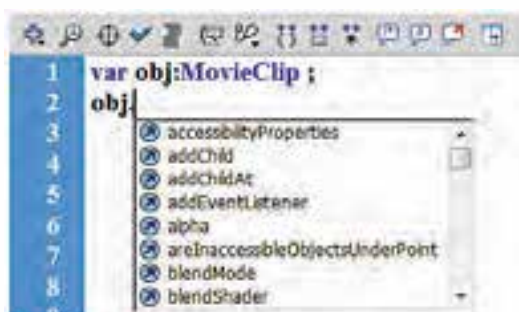 1 var obj:MovieClip ;
2 obj.
3 accessibilityProperties
4 addChild
addChildAt
5 addEventListener
6 alpha
7 areInaccessibleObjectsUnderPoint
blendMode
8 blendShader